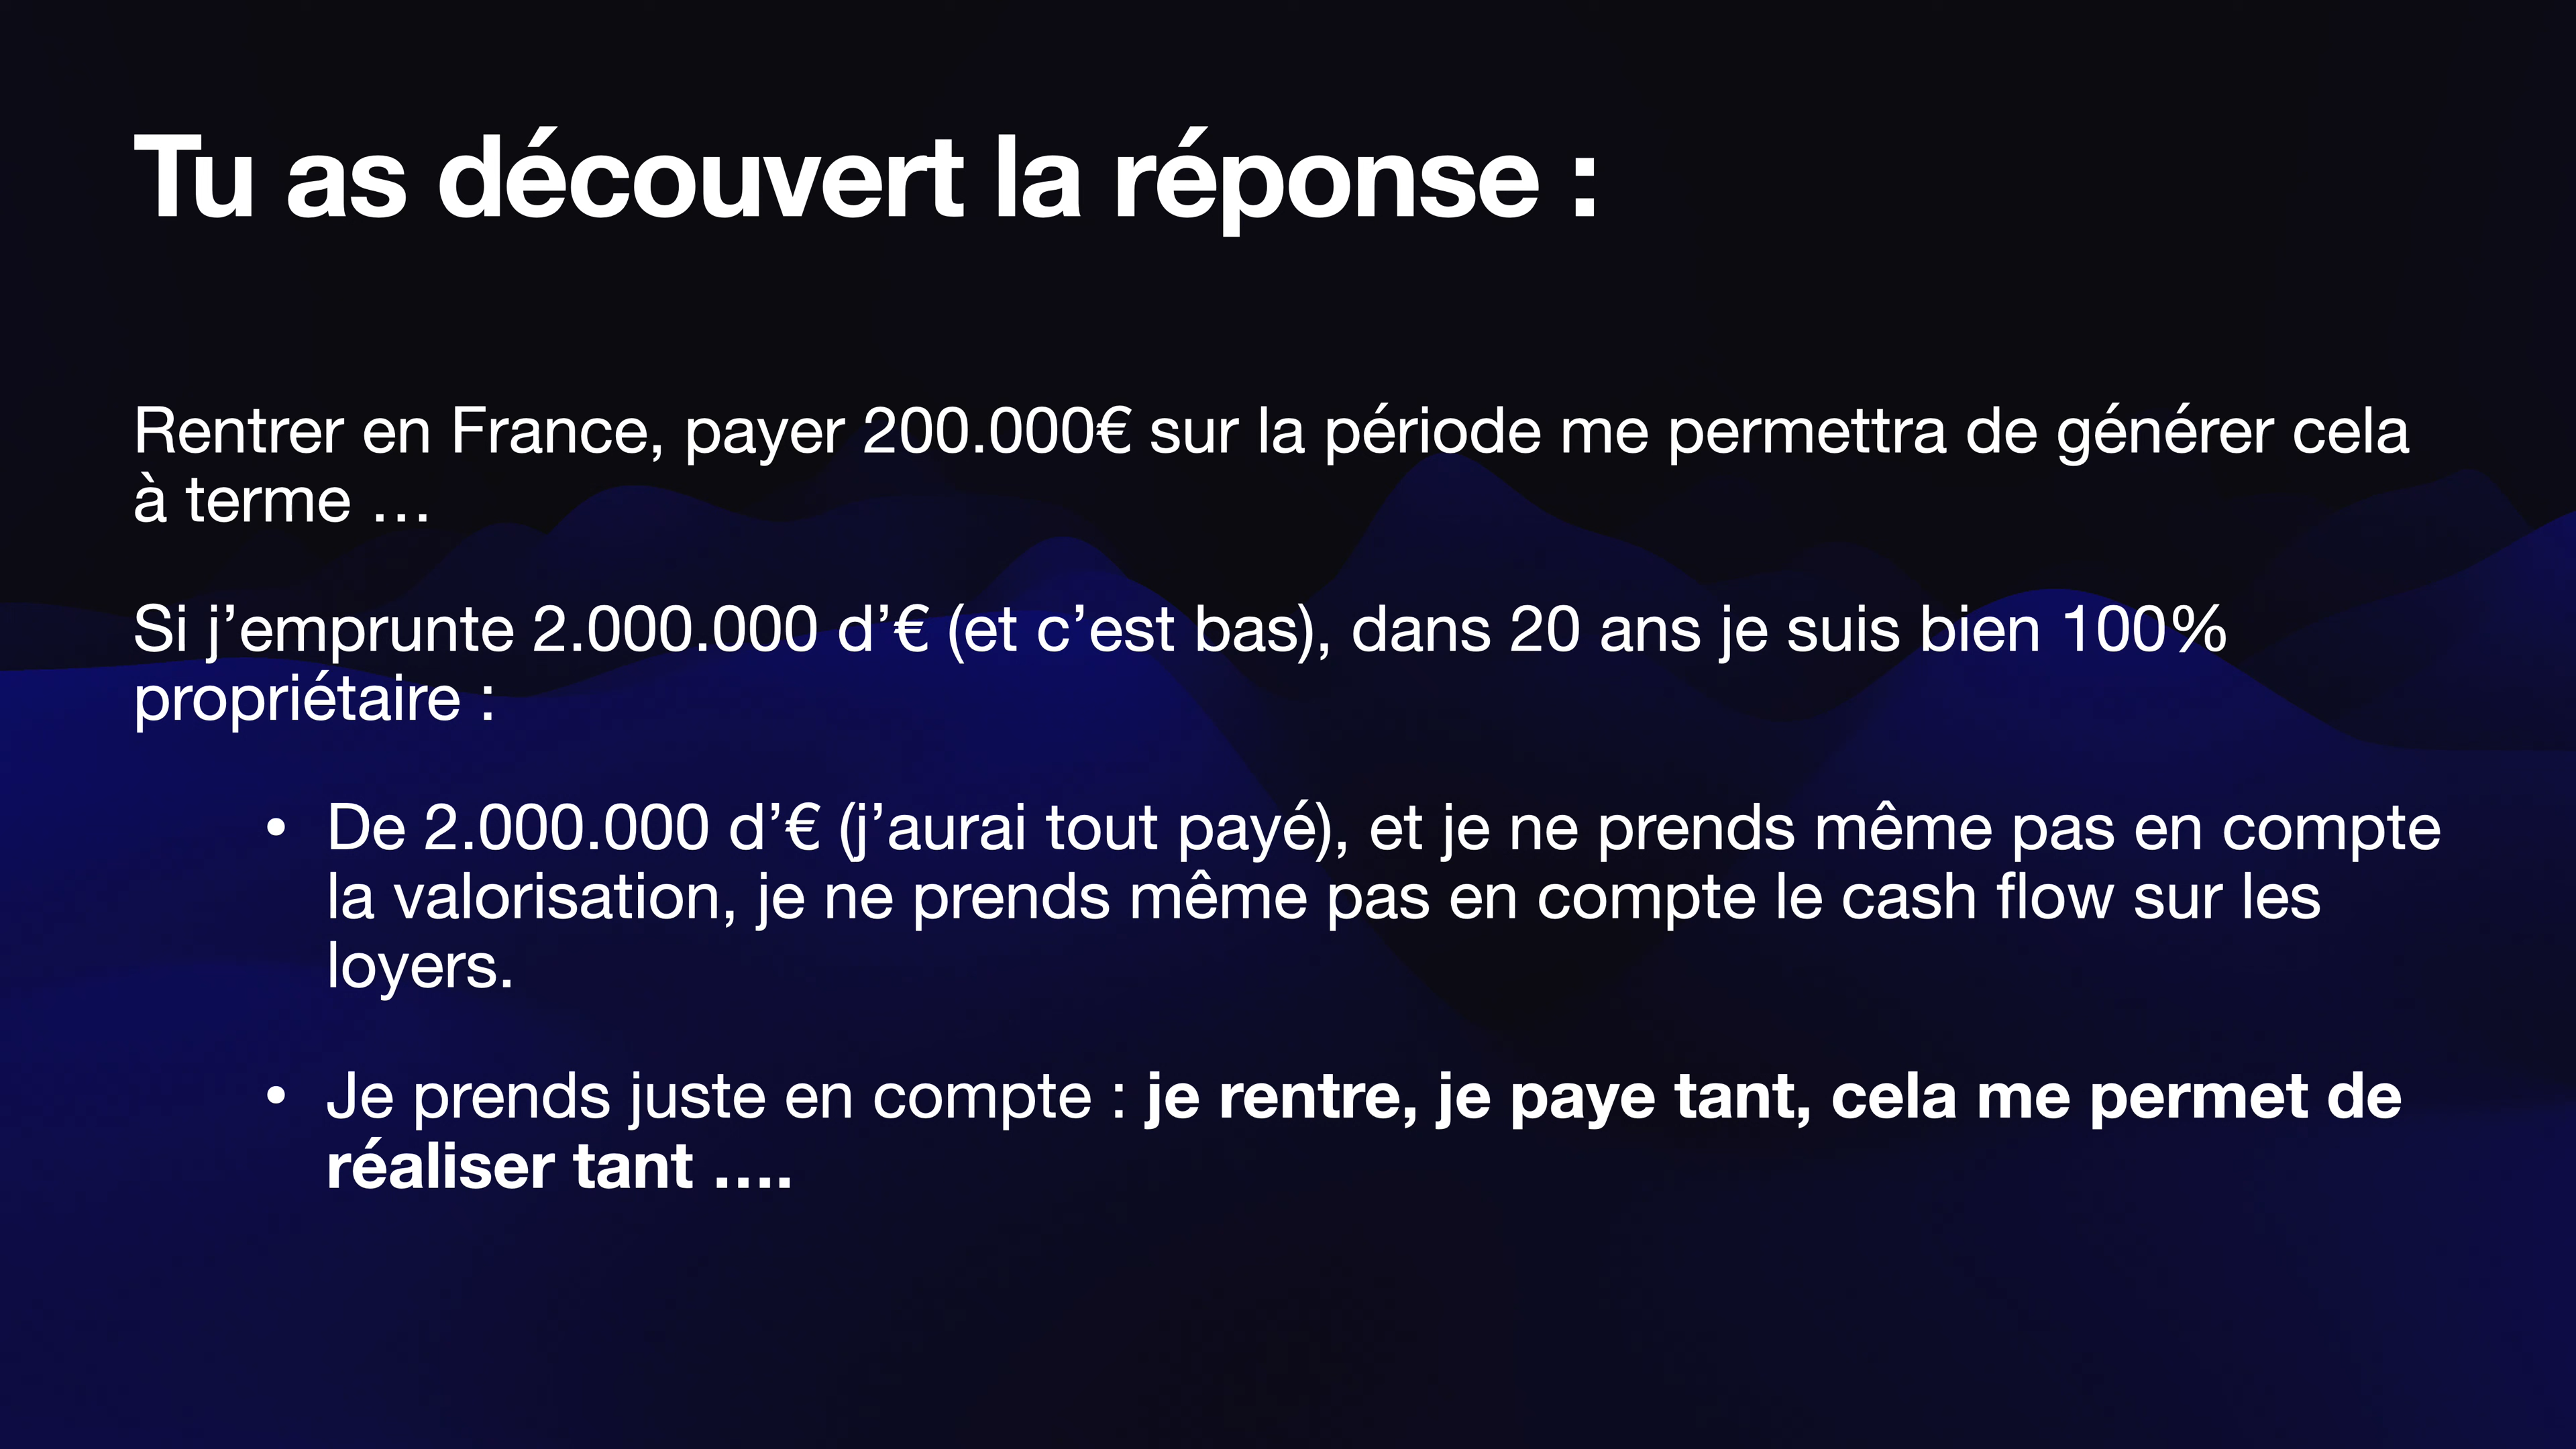 Tu as découvert la réponse :
Rentrer en France, payer 200.000€ sur la période me permettra de générer cela
à terme …
Si j’emprunte 2.000.000 d’€ (et c’est bas), dans 20 ans je suis bien 100%
propriétaire :
• De 2.000.000 d’€ (j’aurai tout payé), et je ne prends même pas en compte
la valorisation, je ne prends même pas en compte le cash flow sur les
loyers.
• Je prends juste en compte : je rentre, je paye tant, cela me permet de
réaliser tant ….